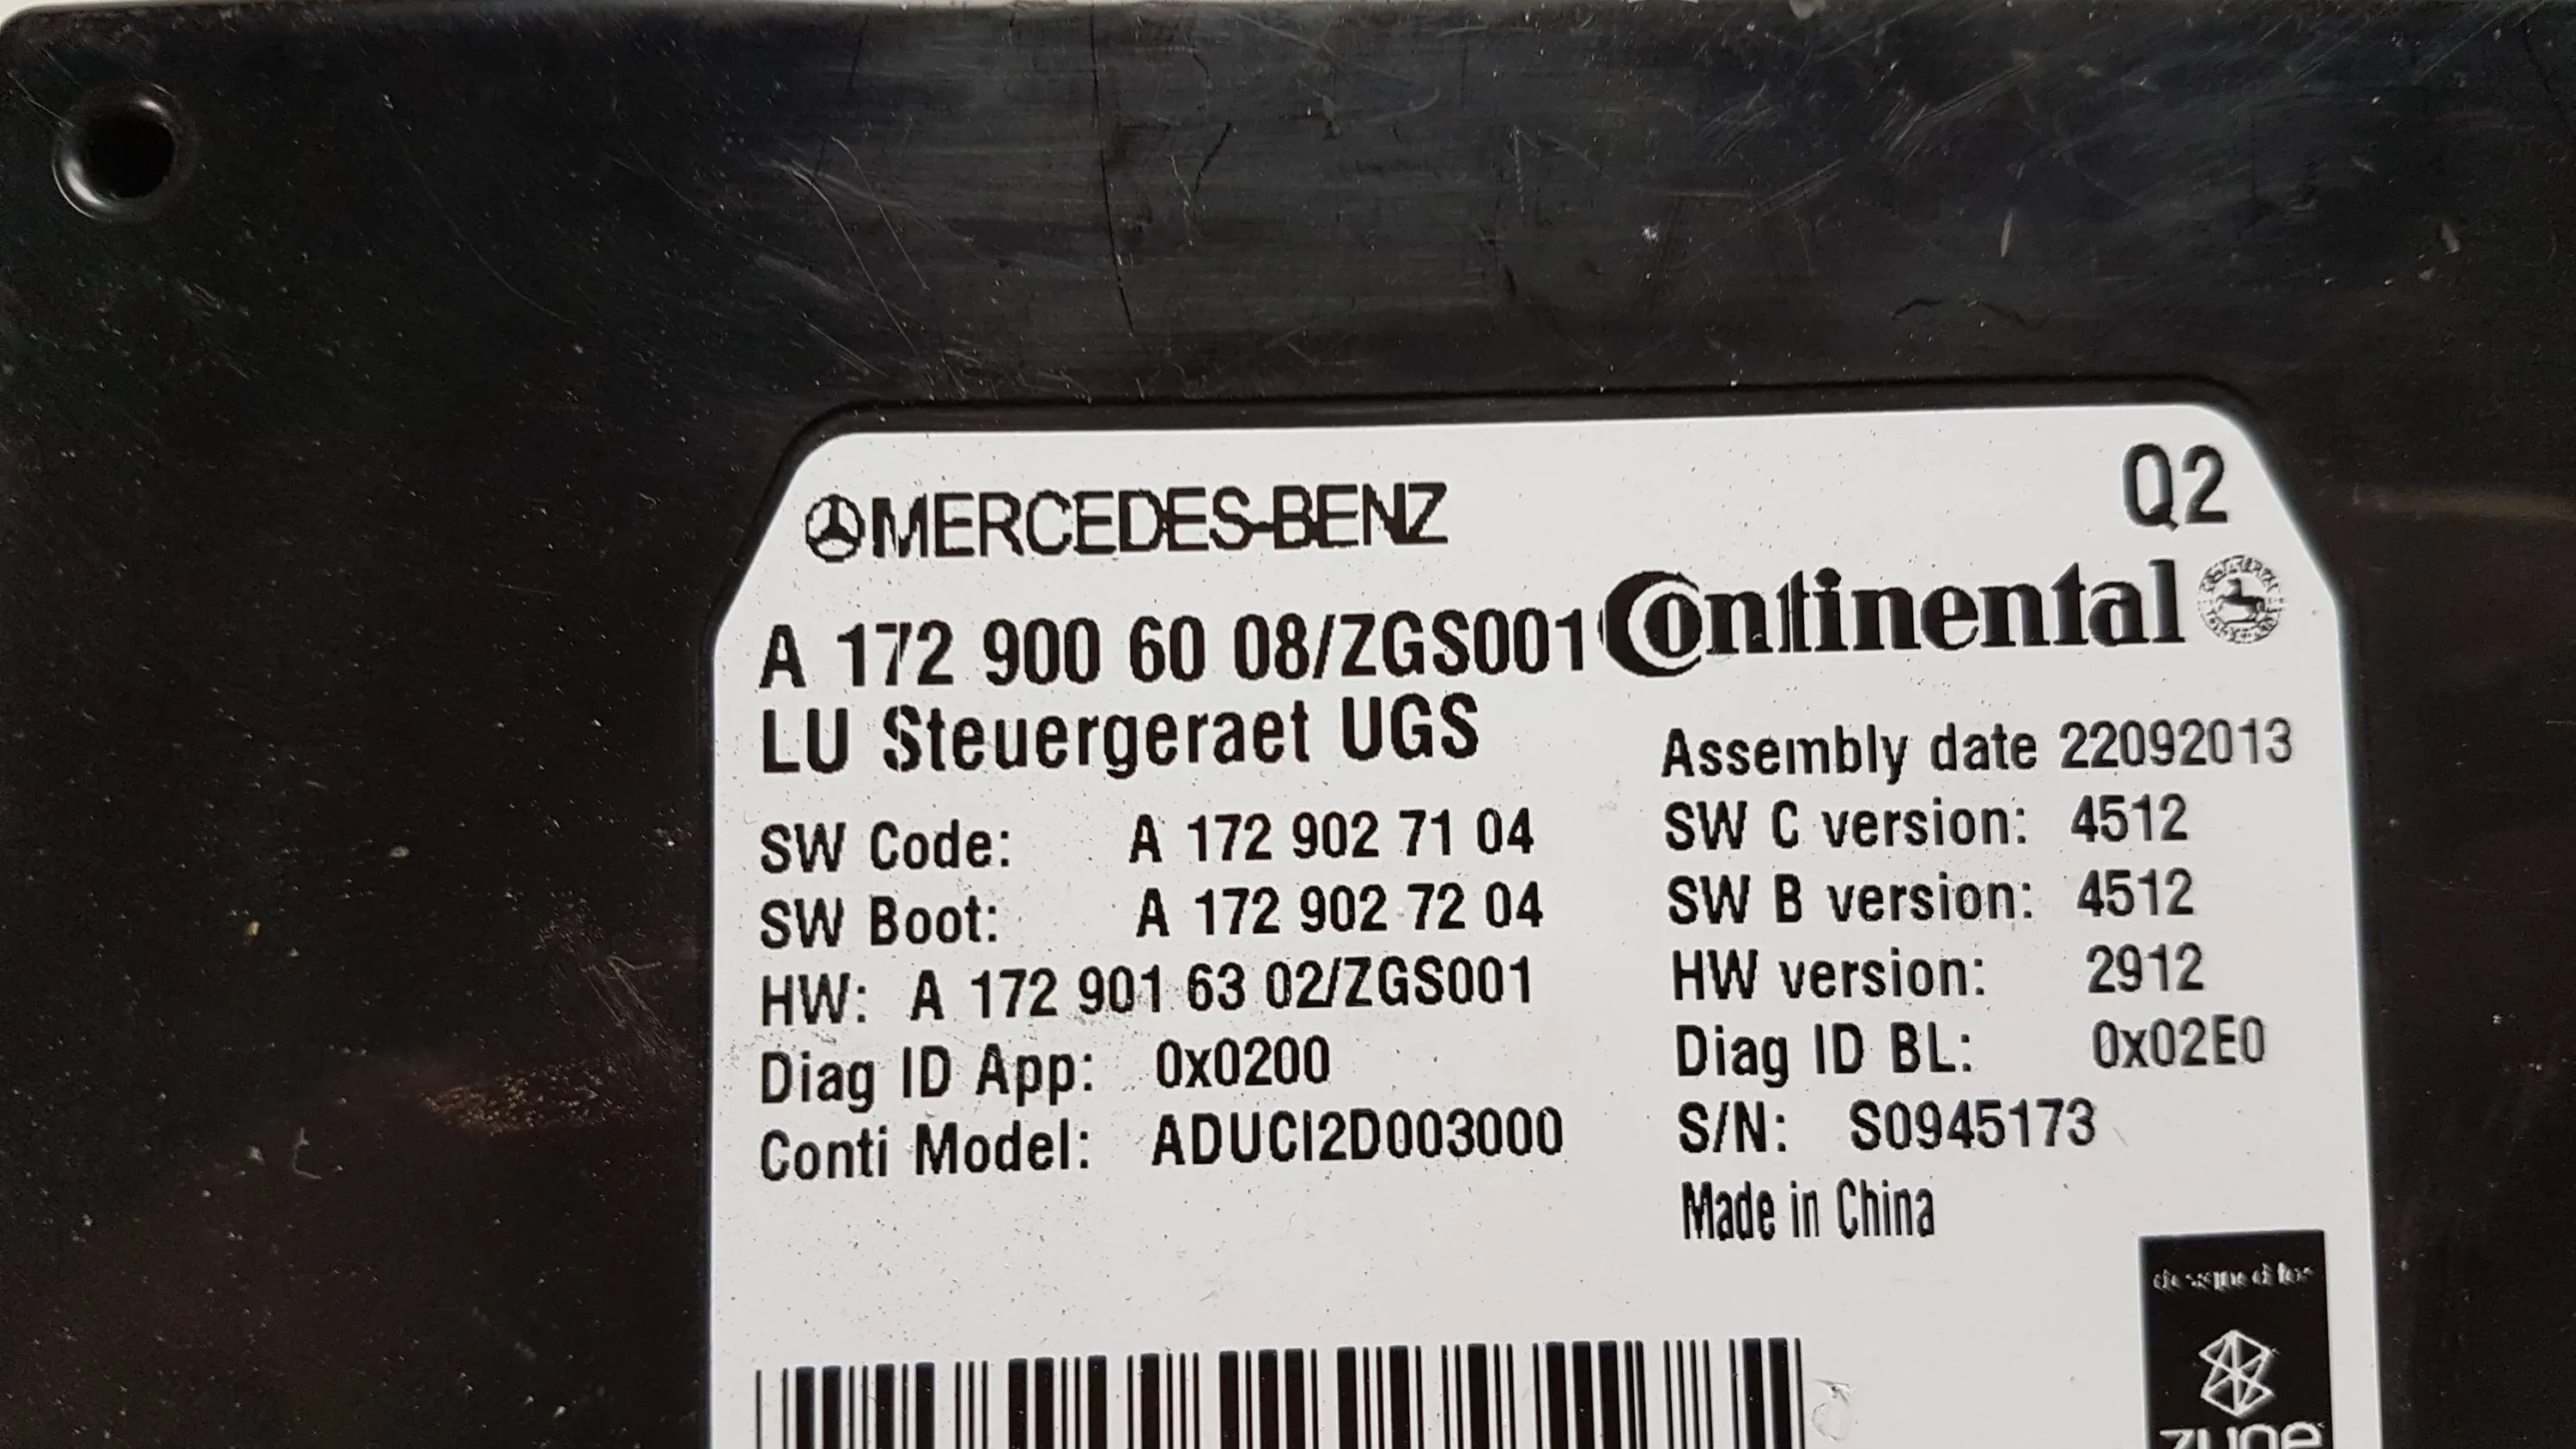 Q2
MERCEDES-BENZ
Continental
A 172 900 60 08/ZGS001
LU Steuergeraet UGS
Assembly date 22092013
SW Code: A 172 902 71 04
SW C version: 4512
SW Boot: A 172 902 72 04
SW B version: 4512
HW: A 172 901 63 02/ZGS001
HW version: 2912
Diag ID App: 0x0200
Diag ID BL: 0x02E0
Conti Model: ADUCI2D003000
S/N: S0945173
Made in China
designed for